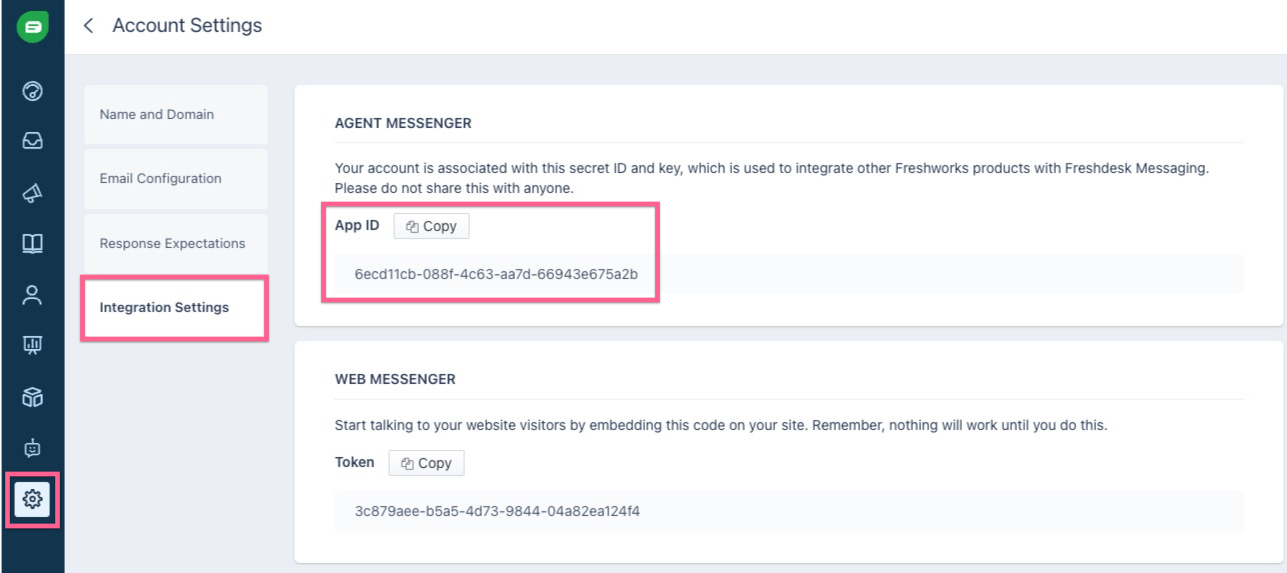 Account Settings
Name and Domain
Email Configuration
Response Expectations
Integration Settings
AGENT MESSENGER
Your account is associated with this secret ID and key, which is used to integrate other Freshworks products with Freshdesk Messaging.
Please do not share this with anyone.
App ID Copy
6ecd11cb-088f-4c63-aa7d-66943e675a2b
WEB MESSENGER
Start talking to your website visitors by embedding this code on your site. Remember, nothing will work until you do this.
Token Copy
3c879aee-b5a5-4d73-9844-04a82ea124f4